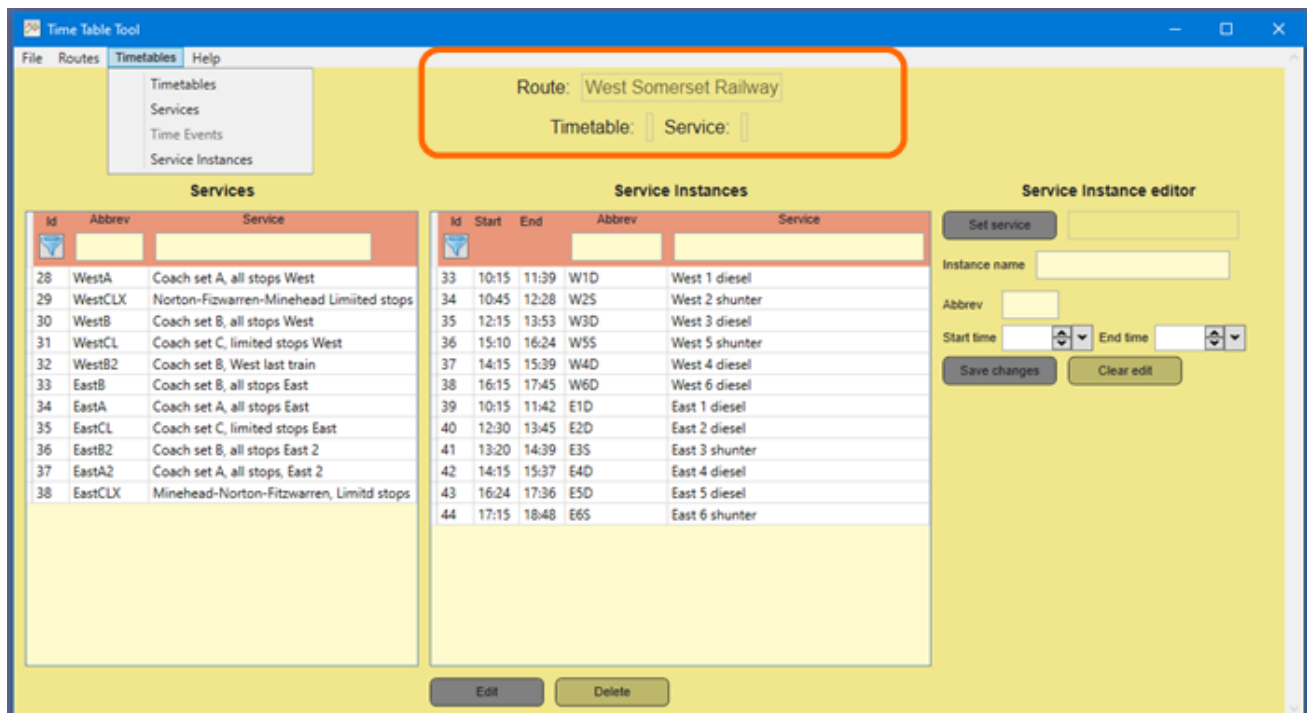 Time Table Tool
File Routes Timetables Help
Timetables
Services
Time Events
Service Instances
Route: West Somerset Railway
Timetable: Service:
Services
Id Abbrev Service
28 WestA Coach set A, all stops West
29 WestCLX Norton-Fizwarren-Minehead Limiited stops
30 WestB Coach set B, all stops West
31 WestCL Coach set C, limited stops West
32 WestB2 Coach set B, West last train
33 EastB Coach set B, all stops East
34 EastA Coach set A, all stops East
35 EastCL Coach set C, limited stops East
36 EastB2 Coach set B, all stops East 2
37 EastA2 Coach set A, all stops, East 2
38 EastCLX Minehead-Norton-Fitzwarren, Limitd stops
Service Instances
Id Start End Abbrev Service
33 10:15 11:39 W1D West 1 diesel
34 10:45 12:28 W2S West 2 shunter
35 12:15 13:53 W3D West 3 diesel
36 15:10 16:24 W5S West 5 shunter
37 14:15 15:39 W4D West 4 diesel
38 16:15 17:45 W6D West 6 diesel
39 10:15 11:42 E1D East 1 diesel
40 12:30 13:45 E2D East 2 diesel
41 13:20 14:39 E3S East 3 shunter
42 14:15 15:37 E4D East 4 diesel
43 16:24 17:36 E5D East 5 diesel
44 17:15 18:48 E6S East 6 shunter
Edit Delete
Service Instance editor
Set service
Instance name
Abbrev
Start time End time
Save changes Clear edit